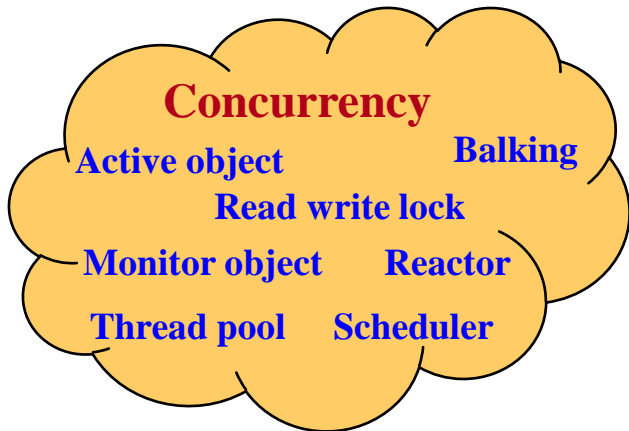 Concurrency
Active object Balking
Read write lock
Monitor object Reactor
Thread pool Scheduler